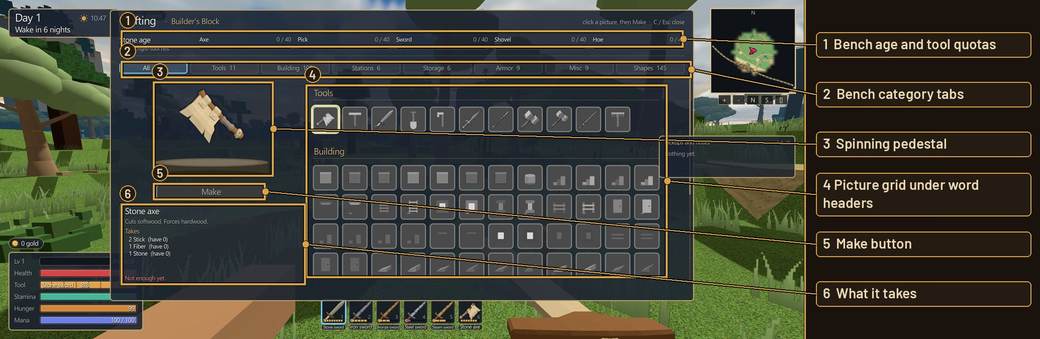 Day 1
10:47
Wake in 6 nights
1
fting
Builder's Block
click a picture, then Make · C / Esc close
Stone age
Axe 0 / 40
Pick 0 / 40
Sword 0 / 40
Shovel 0 / 40
Hoe
2
All
Tools 11
Building
Stations 6
Storage 6
Armor 9
Misc 9
Shapes 145
3
4
Tools
Building
5
Make
6
Stone axe
Cuts softwood. Forces hardwood.
Takes
2 Stick (have 0)
1 Fiber (have 0)
1 Stone (have 0)
Not enough yet.
0 gold
Lv 1
Health
Tool
Stamina
Hunger
Mana
100 / 100
N
+ - N S
nothing yet.
Stone axe
1 Bench age and tool quotas
2 Bench category tabs
3 Spinning pedestal
4 Picture grid under word
headers
5 Make button
6 What it takes